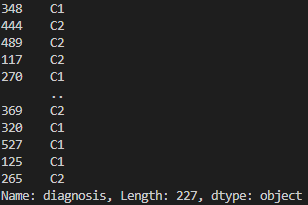 348    C1
444    C2
489    C2
117    C2
270    C1
       ..
369    C2
320    C1
527    C1
125    C1
265    C2
Name: diagnosis, Length: 227, dtype: object